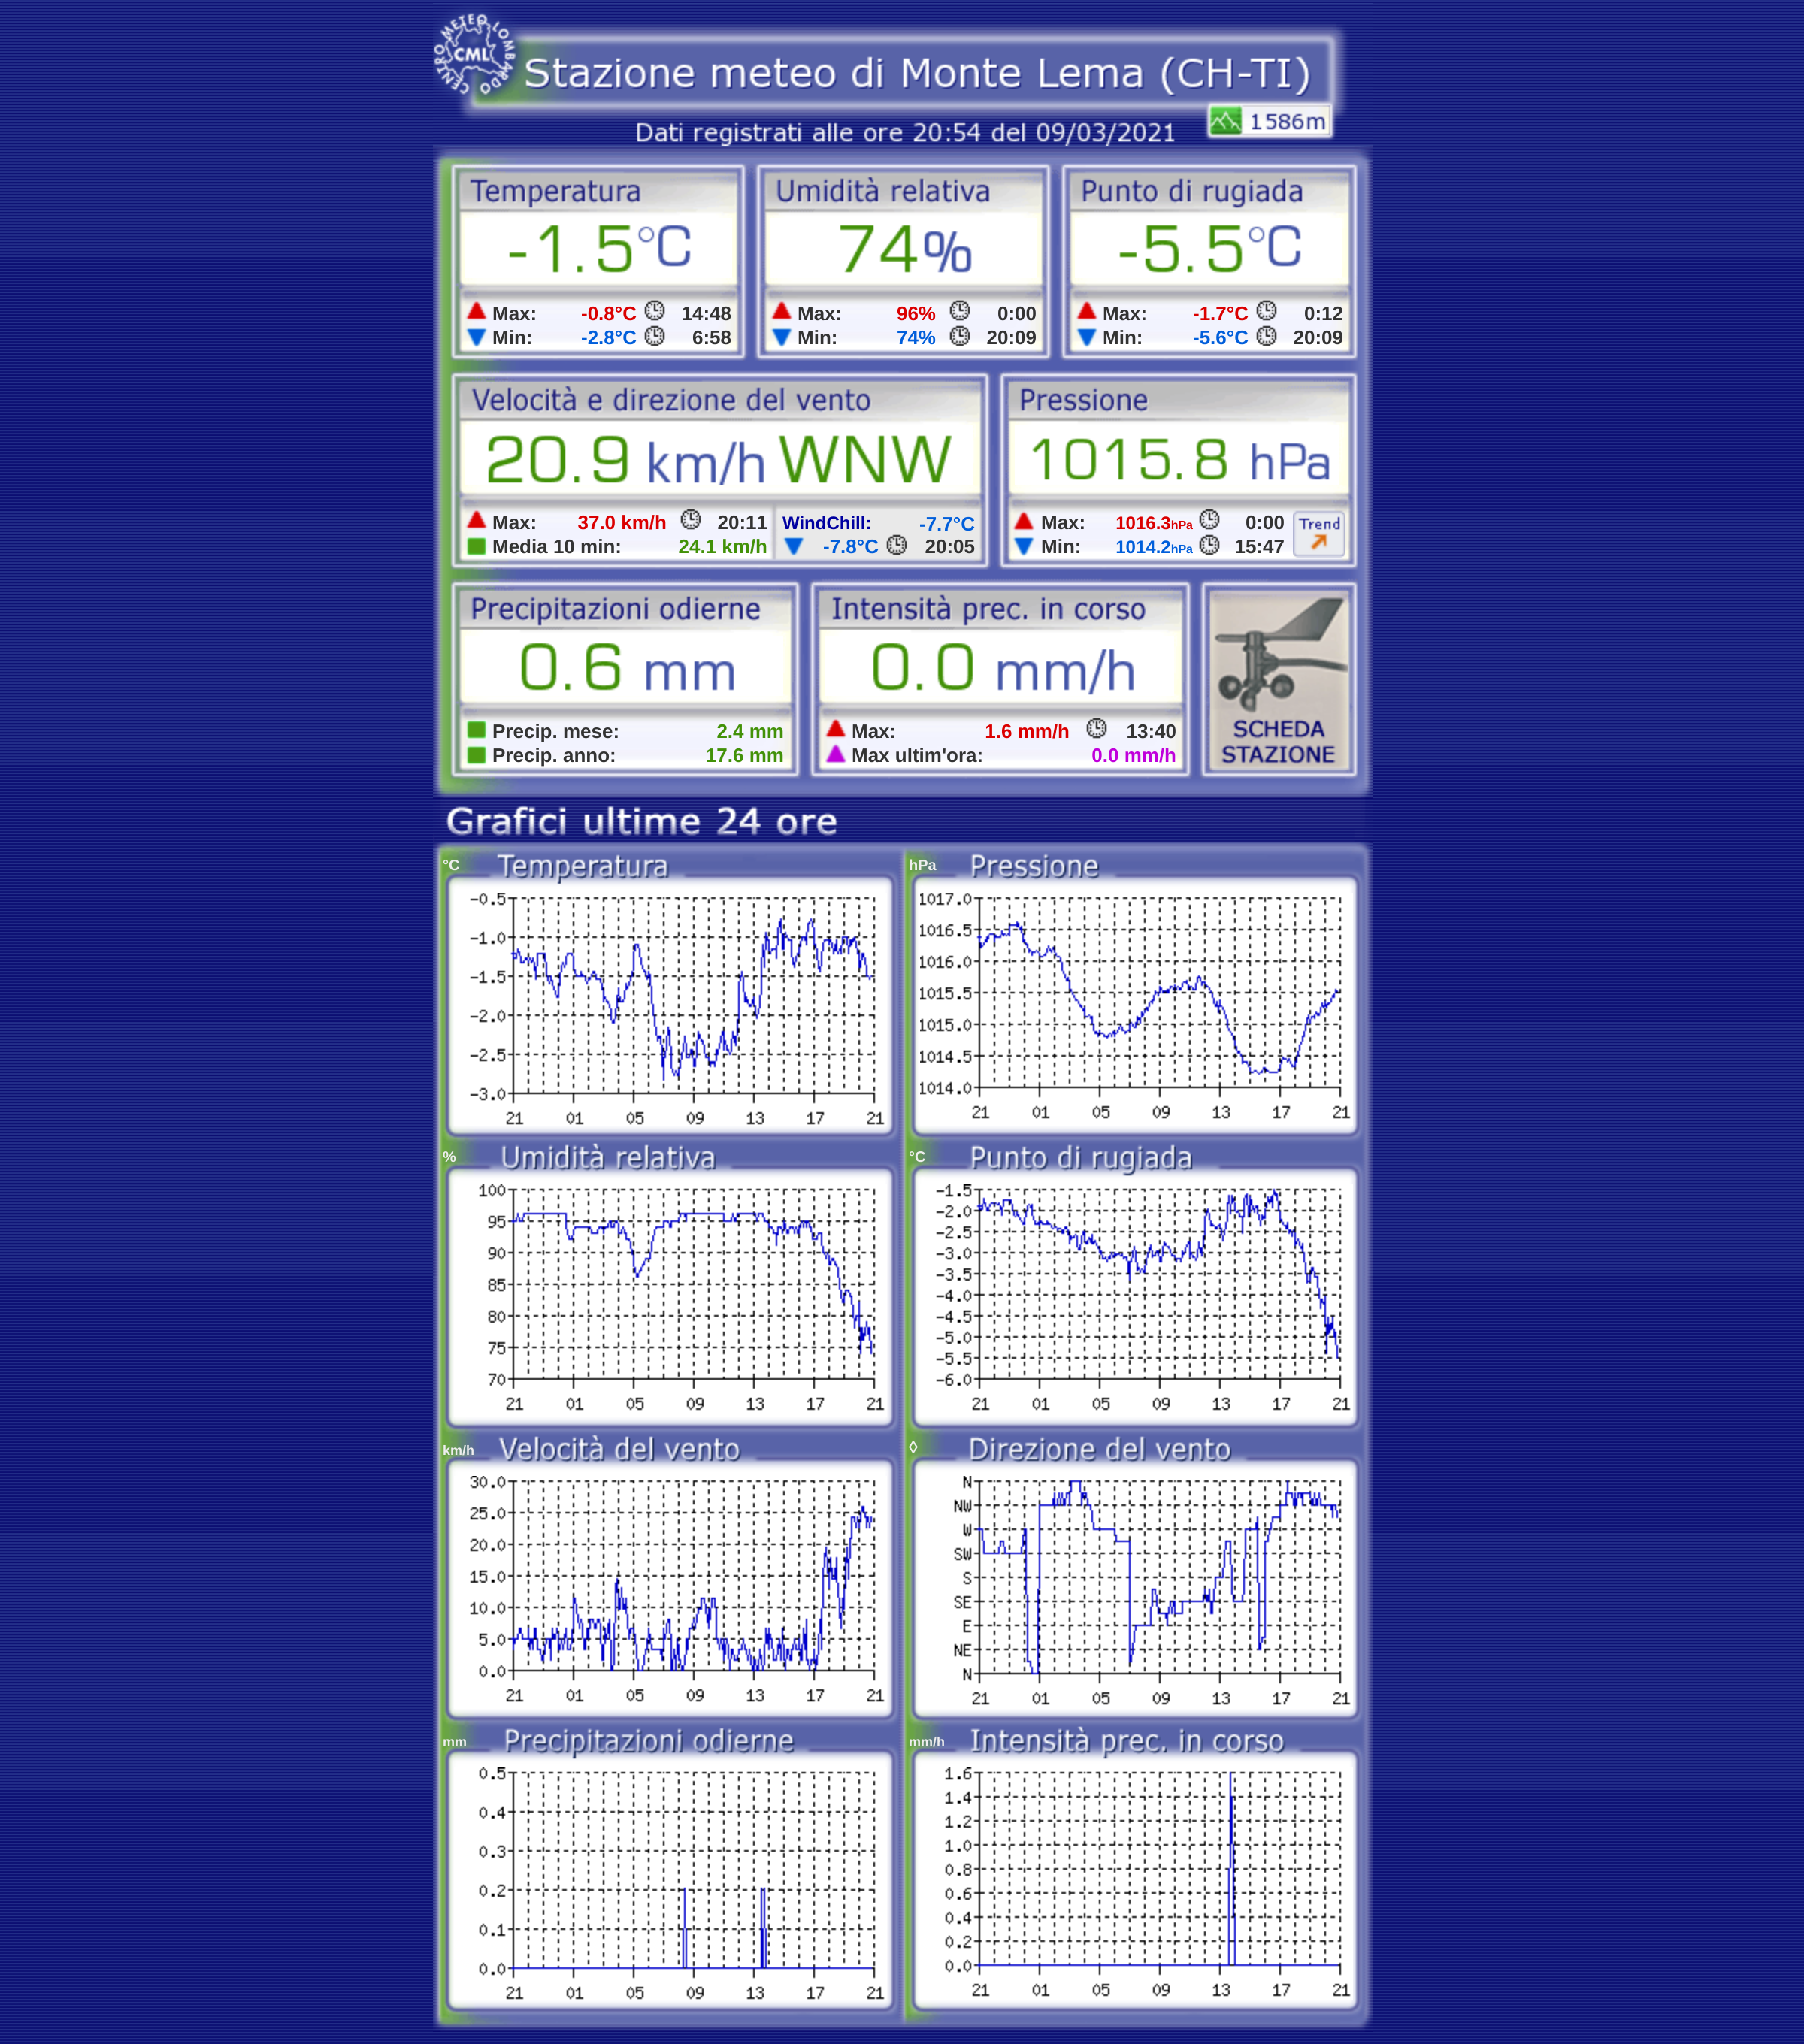 CENTRO METEO LOMBARDO
CML
Stazione meteo di Monte Lema (CH-TI)
1586m
Dati registrati alle ore 20:54 del 09/03/2021
Temperatura Umidità relativa Punto di rugiada
-1.5°C 74% -5.5°C
Max: -0.8°C 14:48 Max: 96% 0:00 Max: -1.7°C 0:12
Min: -2.8°C 6:58 Min: 74% 20:09 Min: -5.6°C 20:09
Velocità e direzione del vento Pressione
20.9 km/h WNW 1015.8 hPa
Max: 37.0 km/h 20:11 WindChill: -7.7°C Max: 1016.3hPa 0:00 Trend
Media 10 min: 24.1 km/h -7.8°C 20:05 Min: 1014.2hPa 15:47
Precipitazioni odierne Intensità prec. in corso
0.6 mm 0.0 mm/h
Precip. mese: 2.4 mm Max: 1.6 mm/h 13:40 SCHEDA
Precip. anno: 17.6 mm Max ultim'ora: 0.0 mm/h STAZIONE
Grafici ultime 24 ore
°C Temperatura
-0.5
-1.0
-1.5
-2.0
-2.5
-3.0
21 01 05 09 13 17 21
hPa Pressione
1017.0
1016.5
1016.0
1015.5
1015.0
1014.5
1014.0
21 01 05 09 13 17 21
% Umidità relativa
100
95
90
85
80
75
70
21 01 05 09 13 17 21
°C Punto di rugiada
-1.5
-2.0
-2.5
-3.0
-3.5
-4.0
-4.5
-5.0
-5.5
-6.0
21 01 05 09 13 17 21
km/h Velocità del vento
30.0
25.0
20.0
15.0
10.0
5.0
0.0
21 01 05 09 13 17 21
◊ Direzione del vento
N
NW
W
SW
S
SE
E
NE
N
21 01 05 09 13 17 21
mm Precipitazioni odierne
0.5
0.4
0.3
0.2
0.1
0.0
21 01 05 09 13 17 21
mm/h Intensità prec. in corso
1.6
1.4
1.2
1.0
0.8
0.6
0.4
0.2
0.0
21 01 05 09 13 17 21